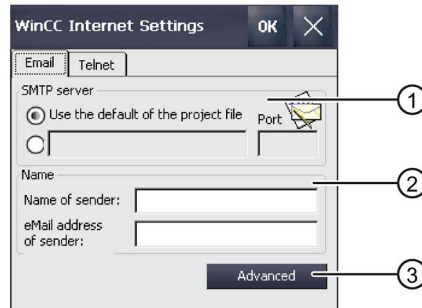 WinCC Internet Settings OK
Email Telnet
SMTP server
Use the default of the project file Port
1
Name
2
Name of sender:
eMail address
of sender:
Advanced
3